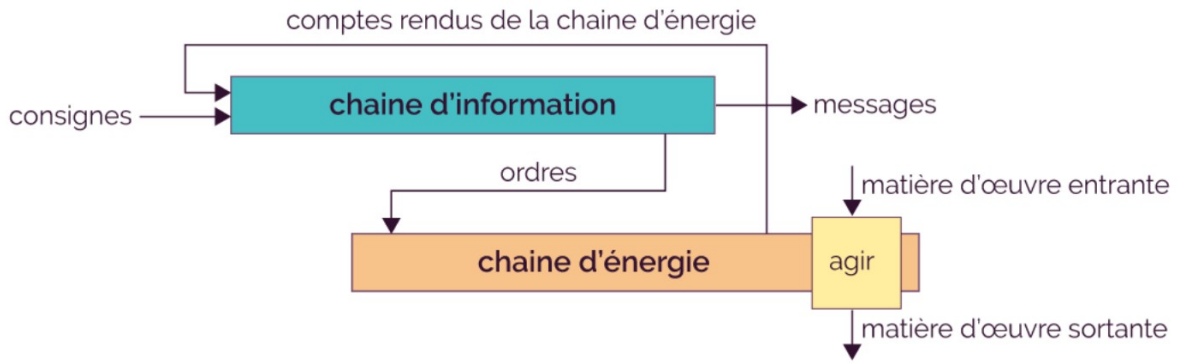 comptes rendus de la chaine d'énergie
chaine d'information
consignes
messages
ordres
matière d'œuvre entrante
chaine d'énergie
agir
matière d'œuvre sortante